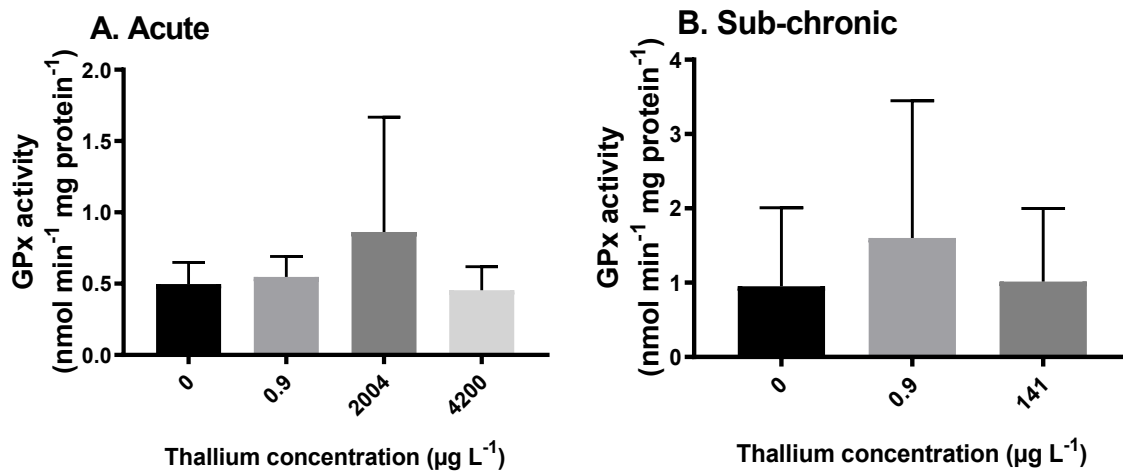 A. Acute
GPx activity
(nmol min⁻¹ mg protein⁻¹)
2.0
1.5
1.0
0.5
0.0
0 0.9 2004 4200
Thallium concentration (µg L⁻¹)
B. Sub-chronic
GPx activity
(nmol min⁻¹ mg protein⁻¹)
4
3
2
1
0
0 0.9 141
Thallium concentration (µg L⁻¹)